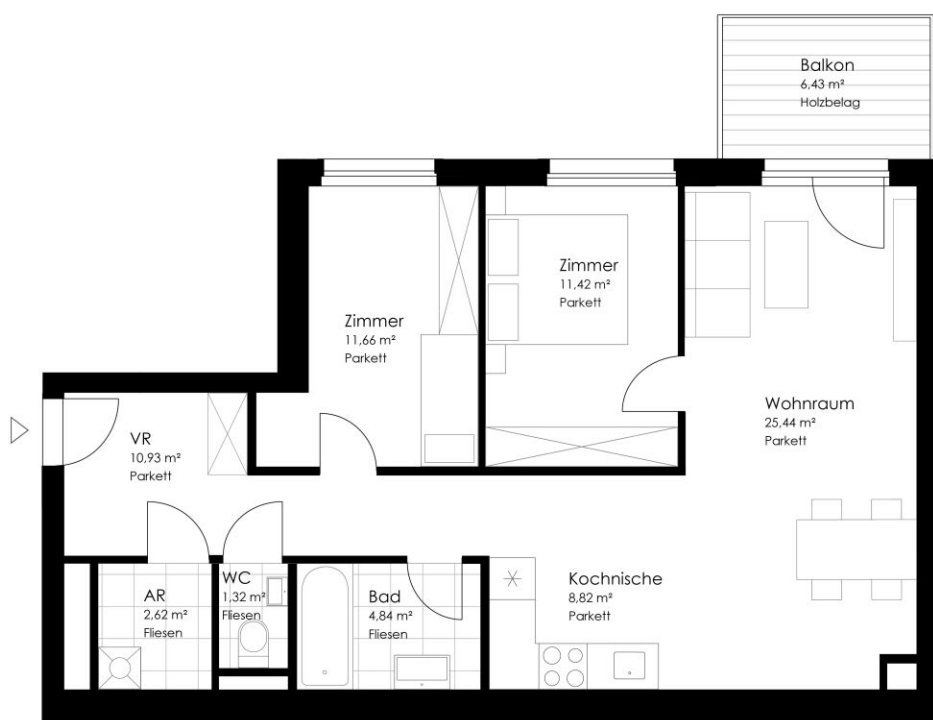 Balkon
6,43 m²
Holzbelag
Zimmer
11,42 m²
Parkett
Zimmer
11,66 m²
Parkett
Wohnraum
25,44 m²
Parkett
VR
10,93 m²
Parkett
AR
2,62 m²
Fliesen
WC
1,32 m²
Fliesen
Bad
4,84 m²
Fliesen
Kochnische
8,82 m²
Parkett